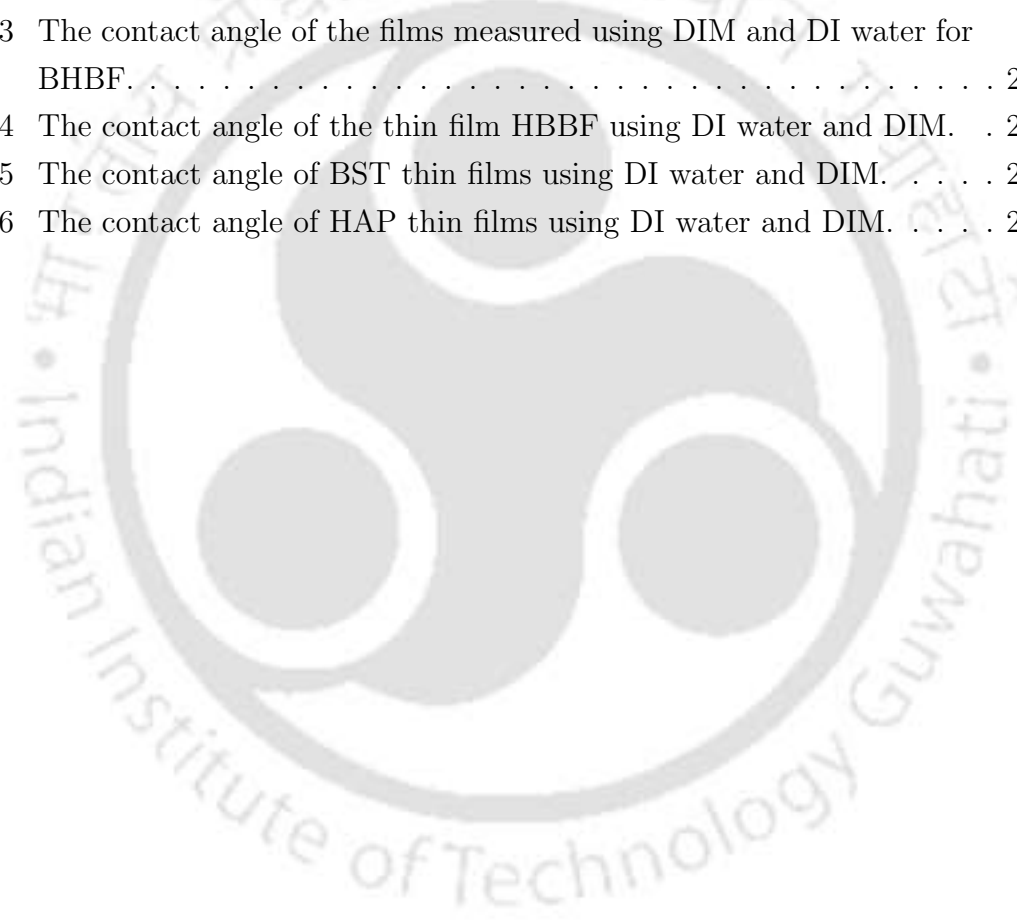 3 The contact angle of the films measured using DIM and DI water for
BHBF. . . . . . . . . . . . . . . . . . . . . . . . . . . . . . . . . . . 2
4 The contact angle of the thin film HBBF using DI water and DIM. . 2
5 The contact angle of BST thin films using DI water and DIM. . . . . 2
6 The contact angle of HAP thin films using DI water and DIM. . . . . 2
Indian Institute of Technology Guwahati